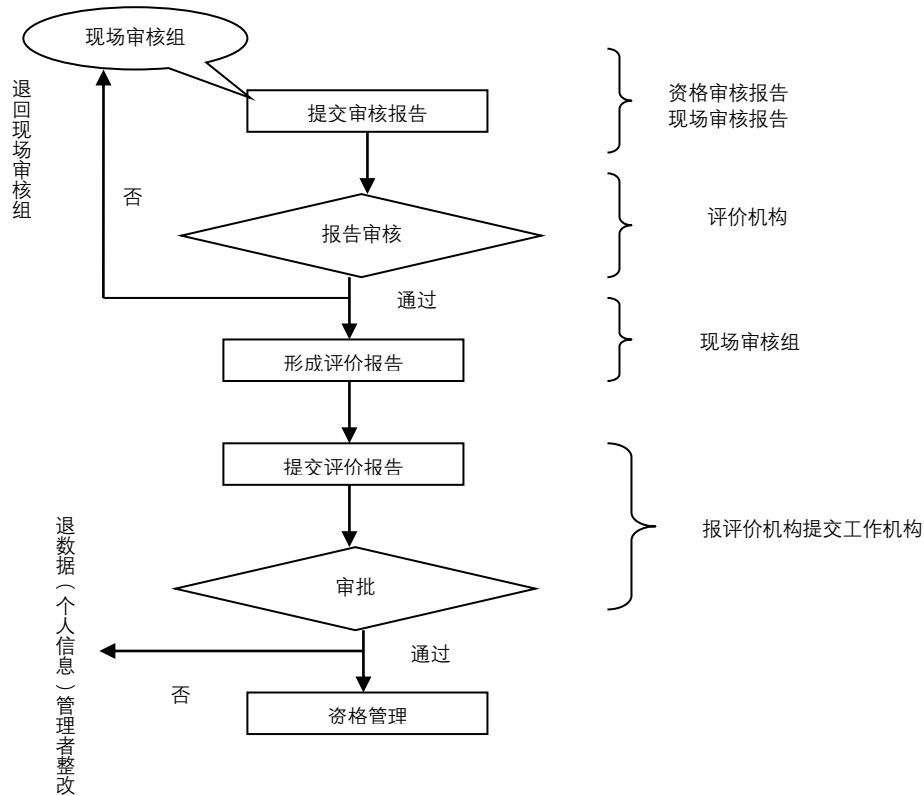 现场审核组
退回现场审核组
提交审核报告
资格审核报告
现场审核报告
否
报告审核
评价机构
通过
形成评价报告
现场审核组
提交评价报告
报评价机构提交工作机构
审批
退数据（个人信息）管理者整改
通过
否
资格管理